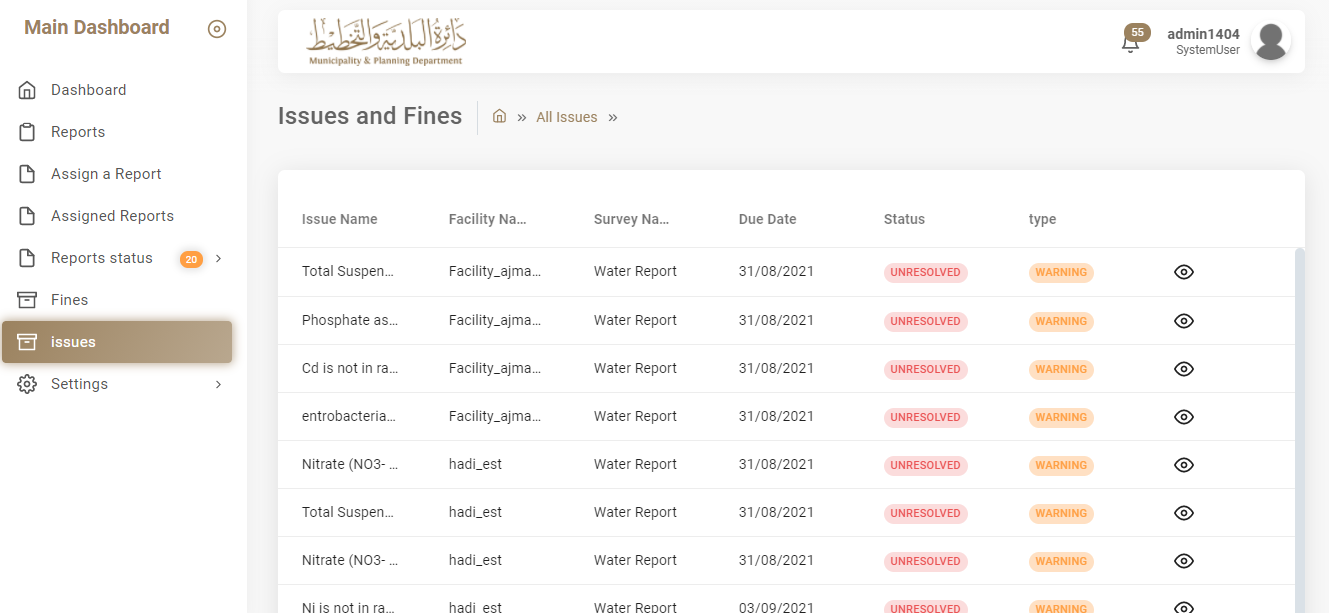 Main Dashboard
Dashboard
Reports
Assign a Report
Assigned Reports
Reports status 20
Fines
issues
Settings
دائرة البلدية والتخطيط
Municipality & Planning Department
55
admin1404
SystemUser
Issues and Fines » All Issues »
Issue Name Facility Na... Survey Na... Due Date Status type
Total Suspen... Facility_ajma... Water Report 31/08/2021 UNRESOLVED WARNING
Phosphate as... Facility_ajma... Water Report 31/08/2021 UNRESOLVED WARNING
Cd is not in ra... Facility_ajma... Water Report 31/08/2021 UNRESOLVED WARNING
entrobacteria... Facility_ajma... Water Report 31/08/2021 UNRESOLVED WARNING
Nitrate (NO3- ... hadi_est Water Report 31/08/2021 UNRESOLVED WARNING
Total Suspen... hadi_est Water Report 31/08/2021 UNRESOLVED WARNING
Nitrate (NO3- ... hadi_est Water Report 31/08/2021 UNRESOLVED WARNING
Ni is not in ra... hadi_est Water Report 03/09/2021 UNRESOLVED WARNING